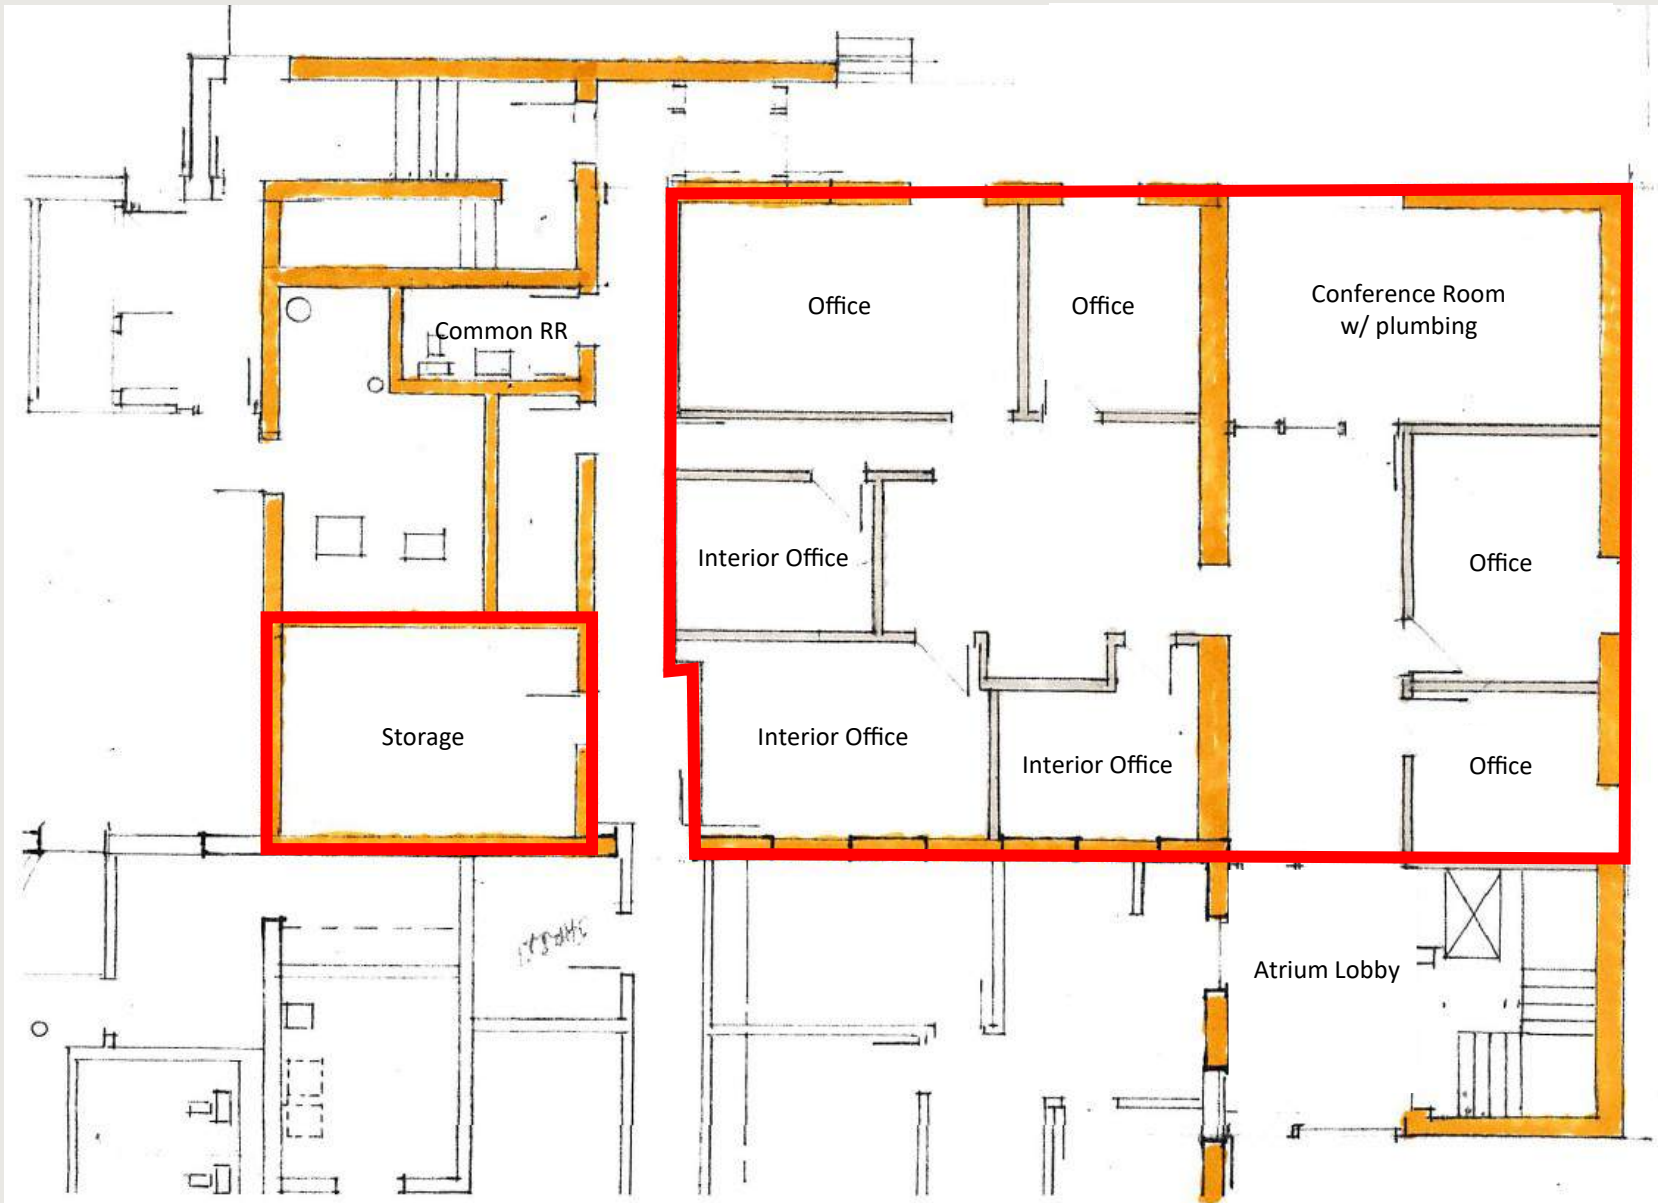 Office
Office
Conference Room
w/ plumbing
Common RR
Interior Office
Office
Storage
Interior Office
Interior Office
Office
Atrium Lobby